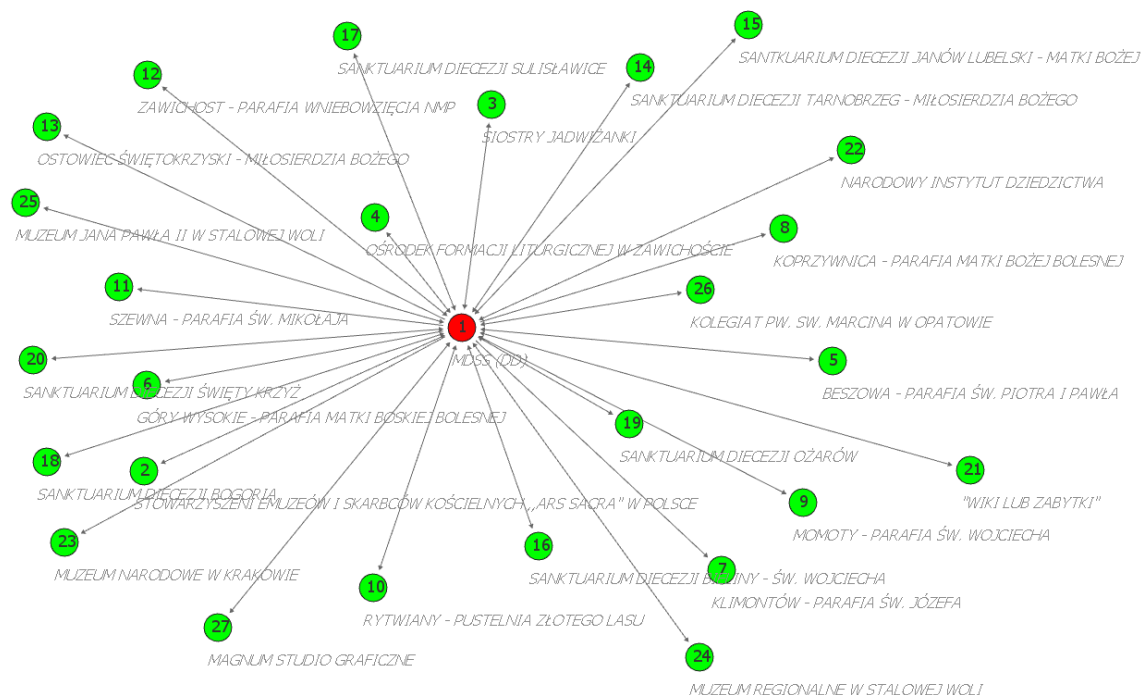 15
17
SANTKUARIUM DIECEZJI JANÓW LUBELSKI - MATKI BOŻEJ
SANKTUARIUM DIECEZJI SULISŁAWICE
14
12
SANKTUARIUM DIECEZJI TARNOBRZEG - MIŁOSIERDZIA BOŻEGO
ZAWICHOST - PARAFIA WNIEBOWZIĘCIA NMP
3
13
SIOSTRY JADWIŻANKI
22
OSTOWIEC ŚWIĘTOKRZYSKI - MIŁOSIERDZIA BOŻEGO
NARODOWY INSTYTUT DZIEDZICTWA
25
4
8
MUZEUM JANA PAWŁA II W STALOWEJ WOLI
OŚRODEK FORMACJI LITURGICZNEJ W ZAWICHOŚCIE
KOPRZYWNICA - PARAFIA MATKI BOŻEJ BOLESNEJ
11
26
SZEWNA - PARAFIA ŚW. MIKOŁAJA
KOLEGIAT PW. SW. MARCINA W OPATOWIE
1
MDSS (DD)
20
5
SANKTUARIUM DIECEZJI ŚWIĘTY KRZYŻ
6
BESZOWA - PARAFIA ŚW. PIOTRA I PAWŁA
GÓRY WYSOKIE - PARAFIA MATKI BOSKIEJ BOLESNEJ
19
18
SANKTUARIUM DIECEZJI OŻARÓW
2
21
SANKTUARIUM DIECEZJI BOGORIA
STOWARZYSZENI EMUZEÓW I SKARBCÓW KOŚCIELNYCH ,,ARS SACRA" W POLSCE
"WIKI LUB ZABYTKI"
9
23
MOMOTY - PARAFIA ŚW. WOJCIECHA
16
MUZEUM NARODOWE W KRAKOWIE
SANKTUARIUM DIECEZJI BALINY - ŚW. WOJCIECHA
7
10
KLIMONTÓW - PARAFIA ŚW. JÓZEFA
RYTWIANY - PUSTELNIA ZŁOTEGO LASU
27
24
MAGNUM STUDIO GRAFICZNE
MUZEUM REGIONALNE W STALOWEJ WOLI